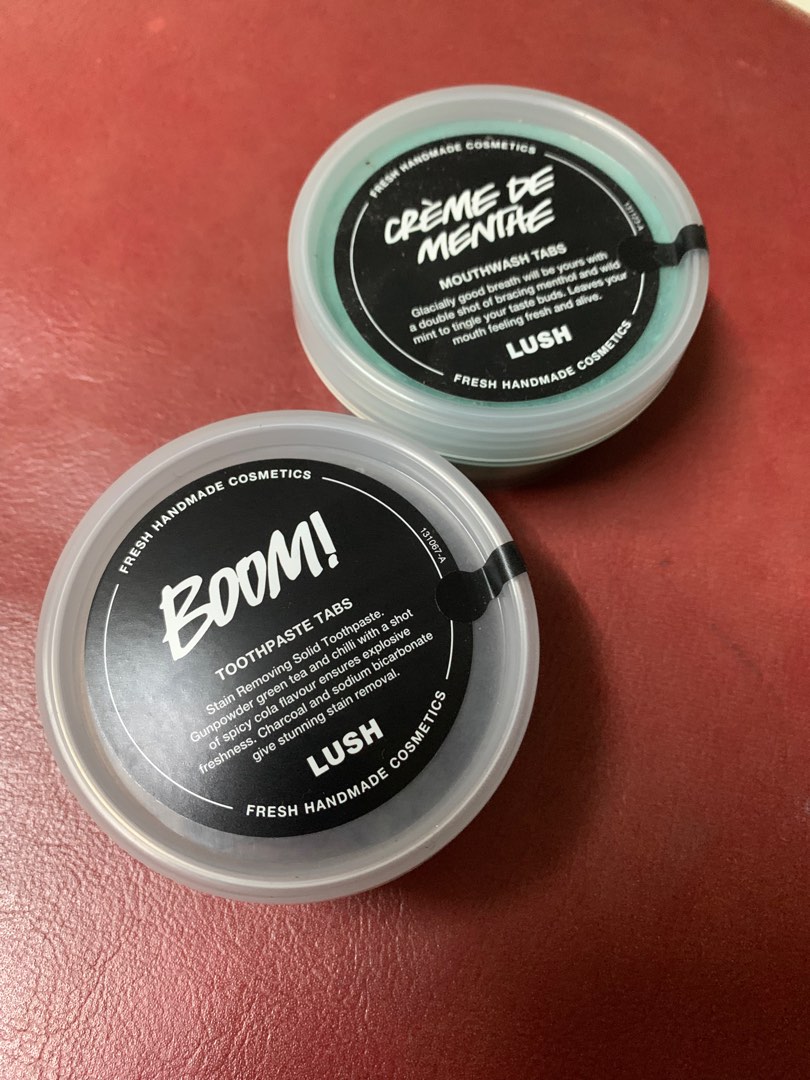 FRESH HANDMADE COSMETICS
CRÈME DE
MENTHE
MOUTHWASH TABS
Glacially good breath will be yours with
a double shot of bracing menthol and wild
mint to tingle your taste buds. Leaves your
mouth feeling fresh and alive.
LUSH
FRESH HANDMADE COSMETICS
FRESH HANDMADE COSMETICS
131067-A
BOOM!
TOOTHPASTE TABS
Stain Removing Solid Toothpaste.
Gunpowder green tea and chilli with a shot
of spicy cola flavour ensures explosive
freshness. Charcoal and sodium bicarbonate
give stunning stain removal.
LUSH
FRESH HANDMADE COSMETICS